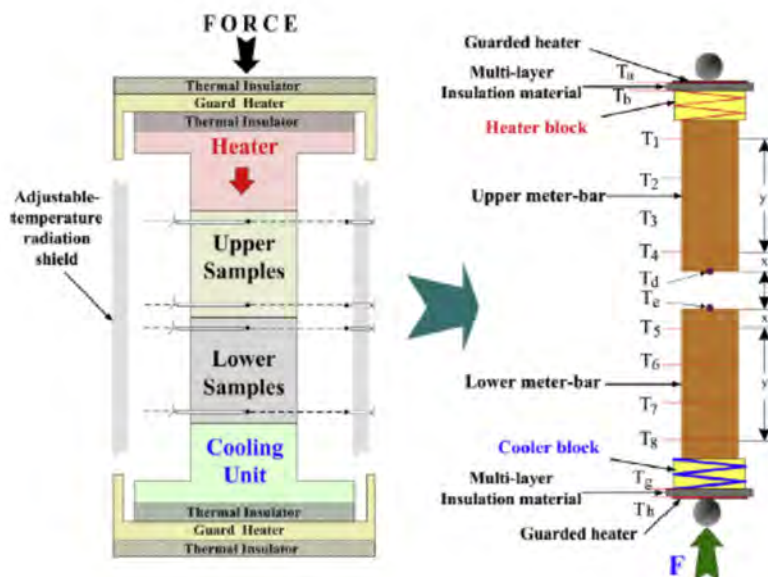 FORCE
Thermal Insulator
Guard Heater
Thermal Insulator
Heater
Adjustable-
temperature
radiation
shield
Upper
Samples
Lower
Samples
Cooling
Unit
Thermal Insulator
Guard Heater
Thermal Insulator
Guarded heater
Multi-layer
Insulation material
Ta
Tb
Heater block
T1
T2
Upper meter-bar
T3
T4
y
x
Td
Te
x
T5
T6
Lower meter-bar
y
T7
T8
Cooler block
Tg
Multi-layer
Insulation material
Th
Guarded heater
F